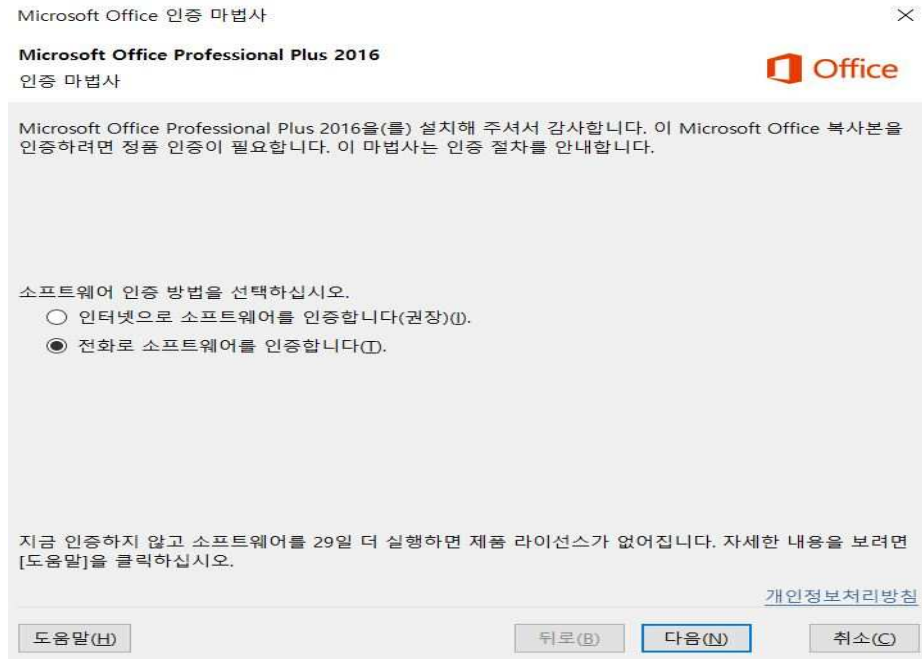 Microsoft Office 인증 마법사
Microsoft Office Professional Plus 2016
인증 마법사
Office
Microsoft Office Professional Plus 2016을(를) 설치해 주셔서 감사합니다. 이 Microsoft Office 복사본을
인증하려면 정품 인증이 필요합니다. 이 마법사는 인증 절차를 안내합니다.
소프트웨어 인증 방법을 선택하십시오.
인터넷으로 소프트웨어를 인증합니다(권장)(I).
전화로 소프트웨어를 인증합니다(T).
지금 인증하지 않고 소프트웨어를 29일 더 실행하면 제품 라이선스가 없어집니다. 자세한 내용을 보려면
[도움말]을 클릭하십시오.
개인정보처리방침
도움말(H) 뒤로(B) 다음(N) 취소(C)